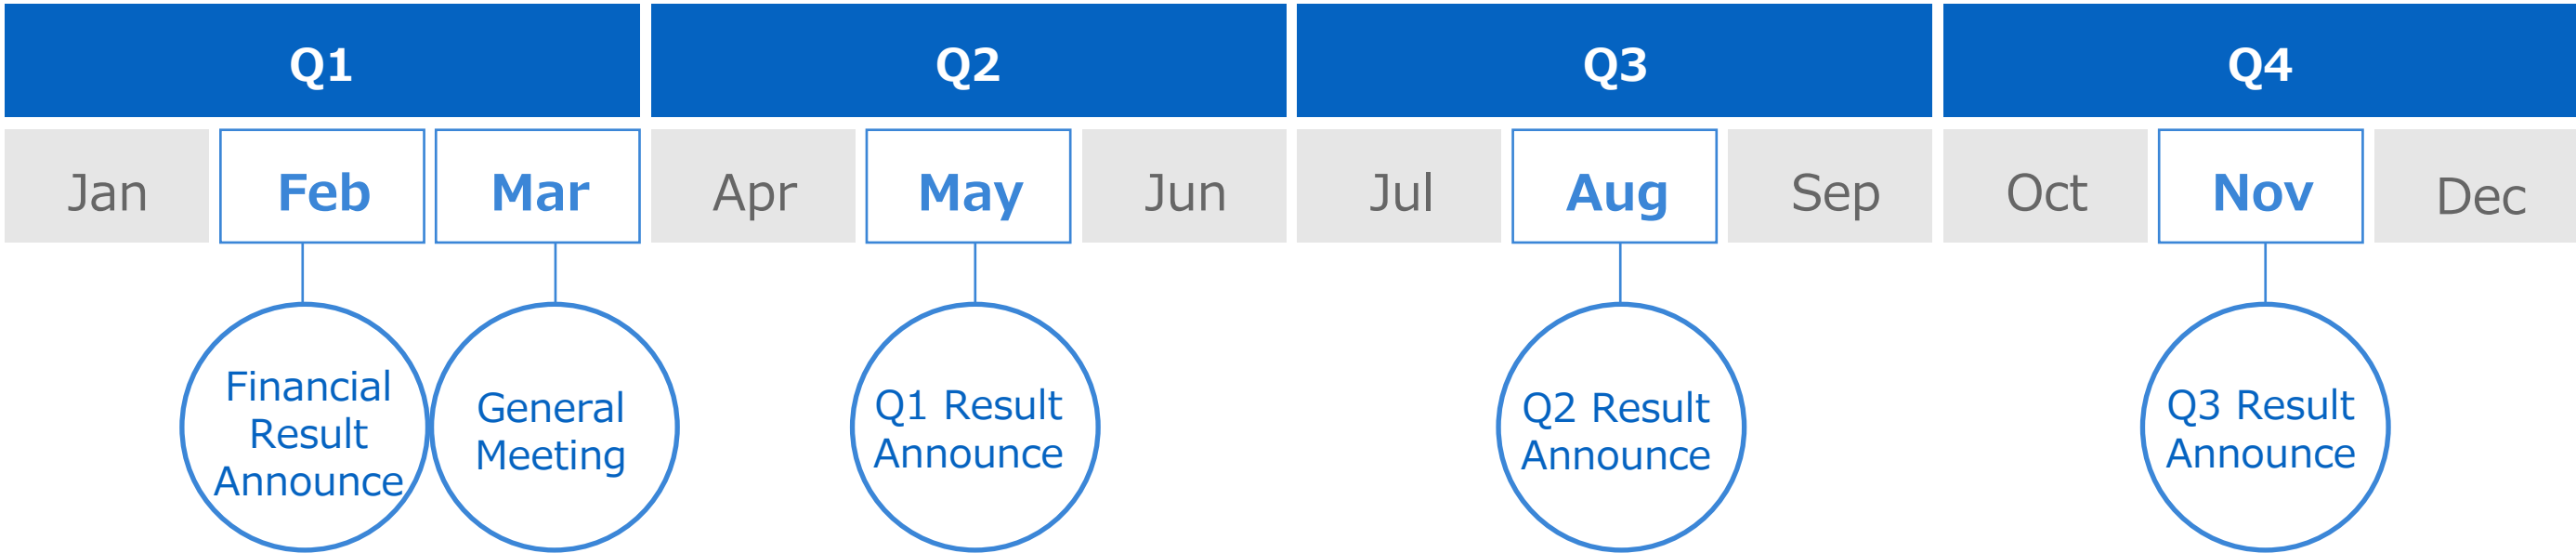 Q1
Q2
Q3
Q4
Jan
Feb
Mar
Apr
May
Jun
Jul
Aug
Sep
Oct
Nov
Dec
Financial
Result
Announce
General
Meeting
Q1 Result
Announce
Q2 Result
Announce
Q3 Result
Announce